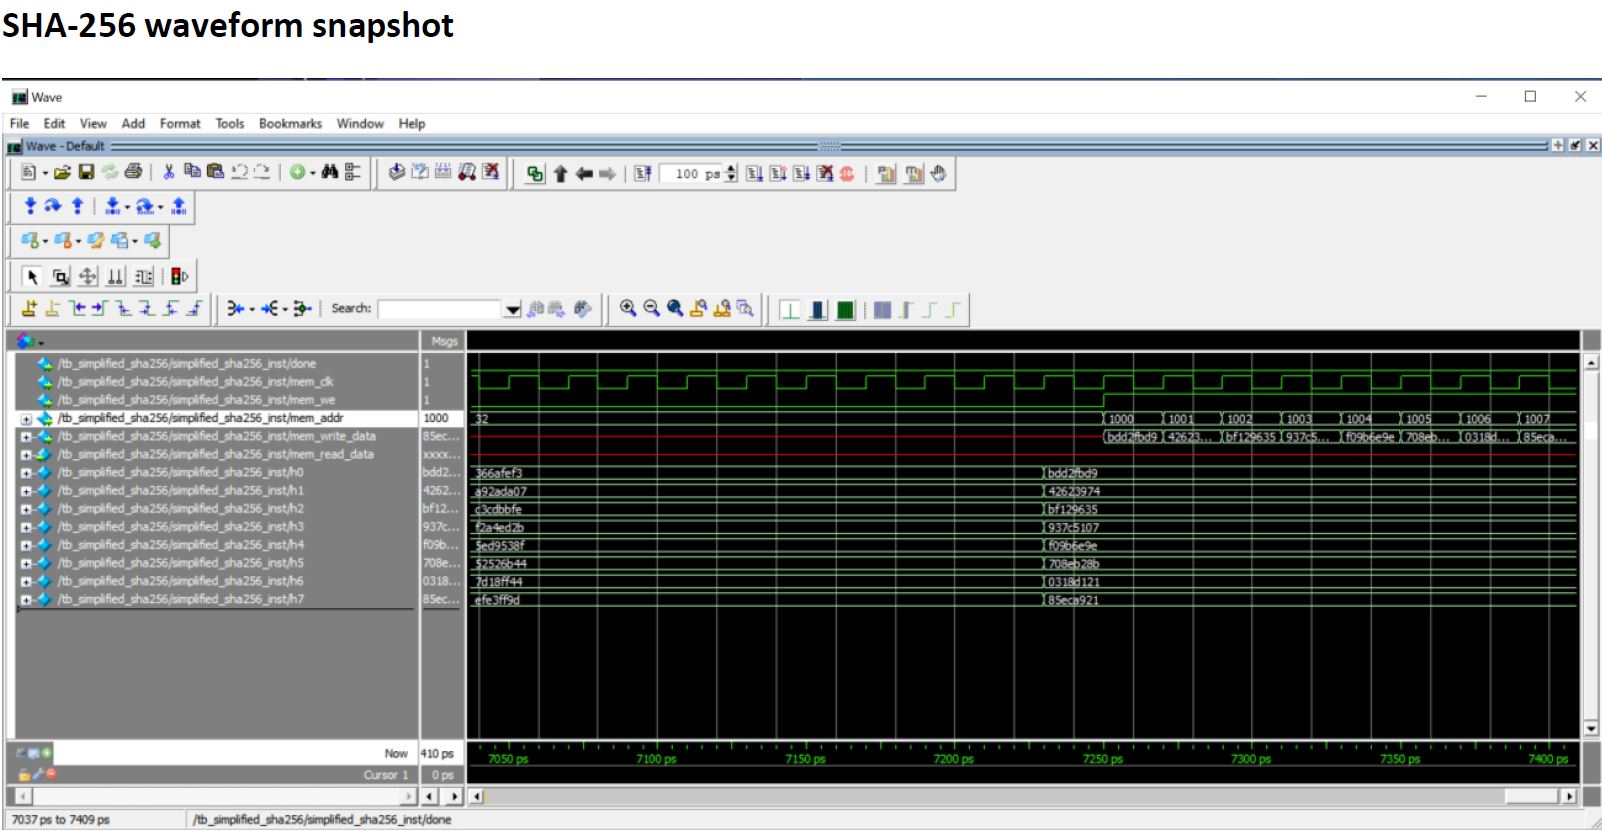 SHA-256 waveform snapshot
Wave
File Edit View Add Format Tools Bookmarks Window Help
Wave - Default
100 ps
Search:
Msgs
/tb_simplified_sha256/simplified_sha256_inst/done 1
/tb_simplified_sha256/simplified_sha256_inst/mem_clk 1
/tb_simplified_sha256/simplified_sha256_inst/mem_we 1
/tb_simplified_sha256/simplified_sha256_inst/mem_addr 1000 32 1000 1001 1002 1003 1004 1005 1006 1007
/tb_simplified_sha256/simplified_sha256_inst/mem_write_data 85ec... bdd2fbd9 42623... bf129635 937c5... f09b6e9e 708eb... 0318d... 85eca...
/tb_simplified_sha256/simplified_sha256_inst/mem_read_data xxxx...
/tb_simplified_sha256/simplified_sha256_inst/h0 bdd2... 366afef3 bdd2fbd9
/tb_simplified_sha256/simplified_sha256_inst/h1 4262... a92ada07 42623974
/tb_simplified_sha256/simplified_sha256_inst/h2 bf12... c3cdbbfe bf129635
/tb_simplified_sha256/simplified_sha256_inst/h3 937c... f2a4ed2b 937c5107
/tb_simplified_sha256/simplified_sha256_inst/h4 f09b... 5ed9538f f09b6e9e
/tb_simplified_sha256/simplified_sha256_inst/h5 708e... 52526b44 708eb28b
/tb_simplified_sha256/simplified_sha256_inst/h6 0318... 7d18ff44 0318d121
/tb_simplified_sha256/simplified_sha256_inst/h7 85ec... efe3ff9d 85eca921
Now 410 ps
7050 ps 7100 ps 7150 ps 7200 ps 7250 ps 7300 ps 7350 ps 7400 ps
Cursor 1 0 ps
7037 ps to 7409 ps /tb_simplified_sha256/simplified_sha256_inst/done